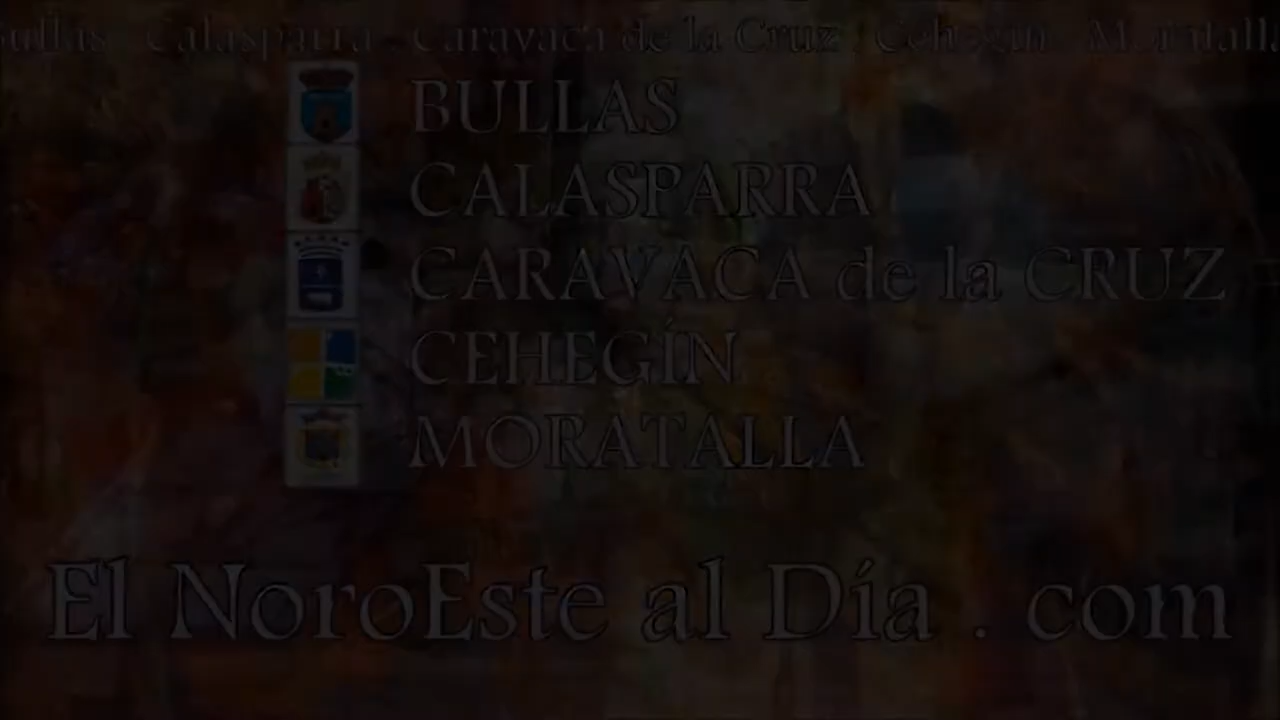 Bullas . Calasparra . Caravaca de la Cruz . Cehegín . Moratalla
BULLAS
CALASPARRA
CARAVACA de la CRUZ
CEHEGÍN
MORATALLA
El NoroEste al Día . com